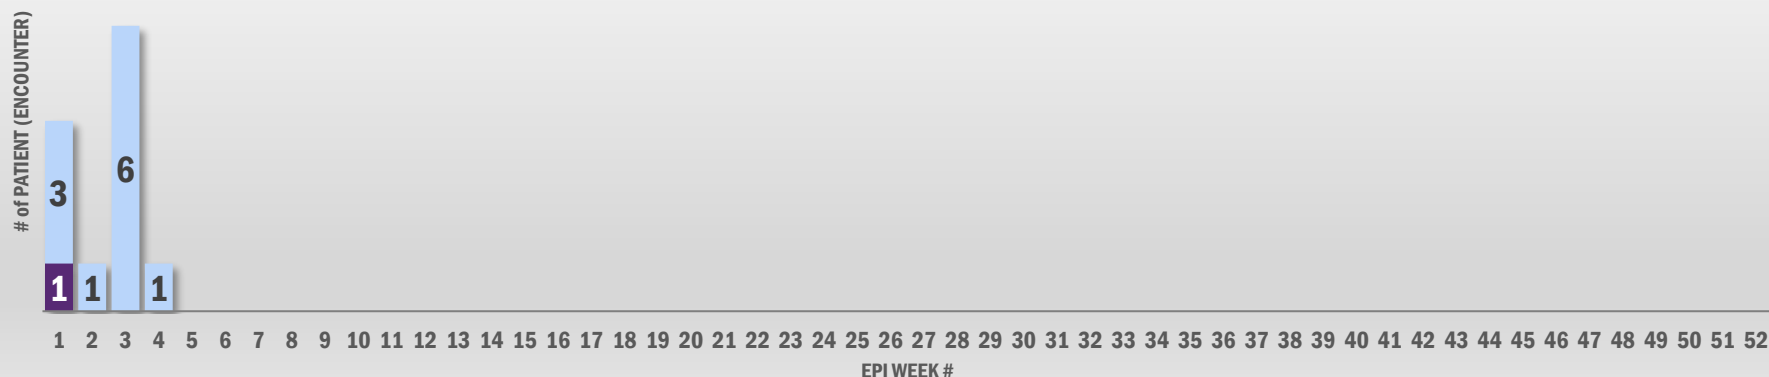 # of PATIENT (ENCOUNTER)
6
3
1 1 1
1 2 3 4 5 6 7 8 9 10 11 12 13 14 15 16 17 18 19 20 21 22 23 24 25 26 27 28 29 30 31 32 33 34 35 36 37 38 39 40 41 42 43 44 45 46 47 48 49 50 51 52
EPI WEEK #